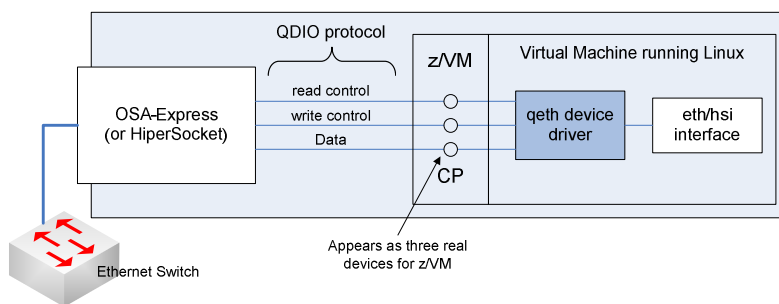 QDIO protocol
z/VM
Virtual Machine running Linux
OSA-Express
(or HiperSocket)
read control
write control
Data
qeth device
driver
eth/hsi
interface
CP
Appears as three real
devices for z/VM
Ethernet Switch